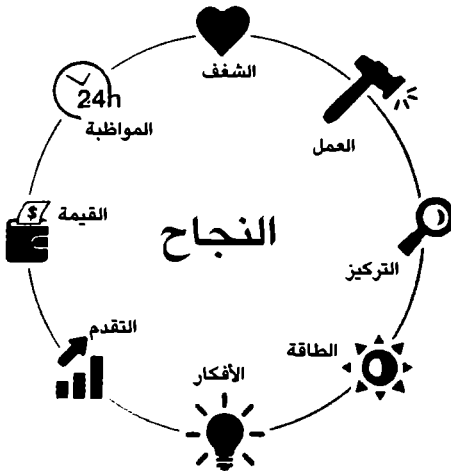 الشغف
العمل
التركيز
الطاقة
الأفكار
التقدم
القيمة
$
24h
المواظبة
النجاح